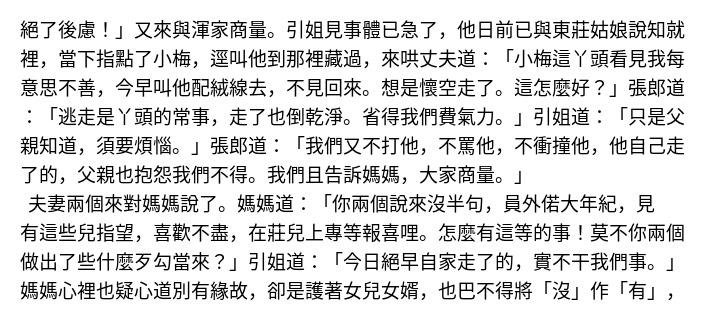 絕了後慮！」又來與渾家商量。引姐見事體已急了，他日前已與東莊姑娘說知就
裡，當下指點了小梅，逕叫他到那裡藏過，來哄丈夫道：「小梅這丫頭看見我每
意思不善，今早叫他配絨線去，不見回來。想是懷空走了。這怎麼好？」張郎道
：「逃走是丫頭的常事，走了也倒乾淨。省得我們費氣力。」引姐道：「只是父
親知道，須要煩惱。」張郎道：「我們又不打他，不罵他，不衝撞他，他自己走
了的，父親也抱怨我們不得。我們且告訴媽媽，大家商量。」
夫妻兩個來對媽媽說了。媽媽道：「你兩個說來沒半句，員外偌大年紀，見
有這些兒指望，喜歡不盡，在莊兒上專等報喜哩。怎麼有這等的事！莫不你兩個
做出了些什麼歹勾當來？」引姐道：「今日絕早自家走了的，實不干我們事。」
媽媽心裡也疑心道別有緣故，卻是護著女兒女婿，也巴不得將「沒」作「有」，